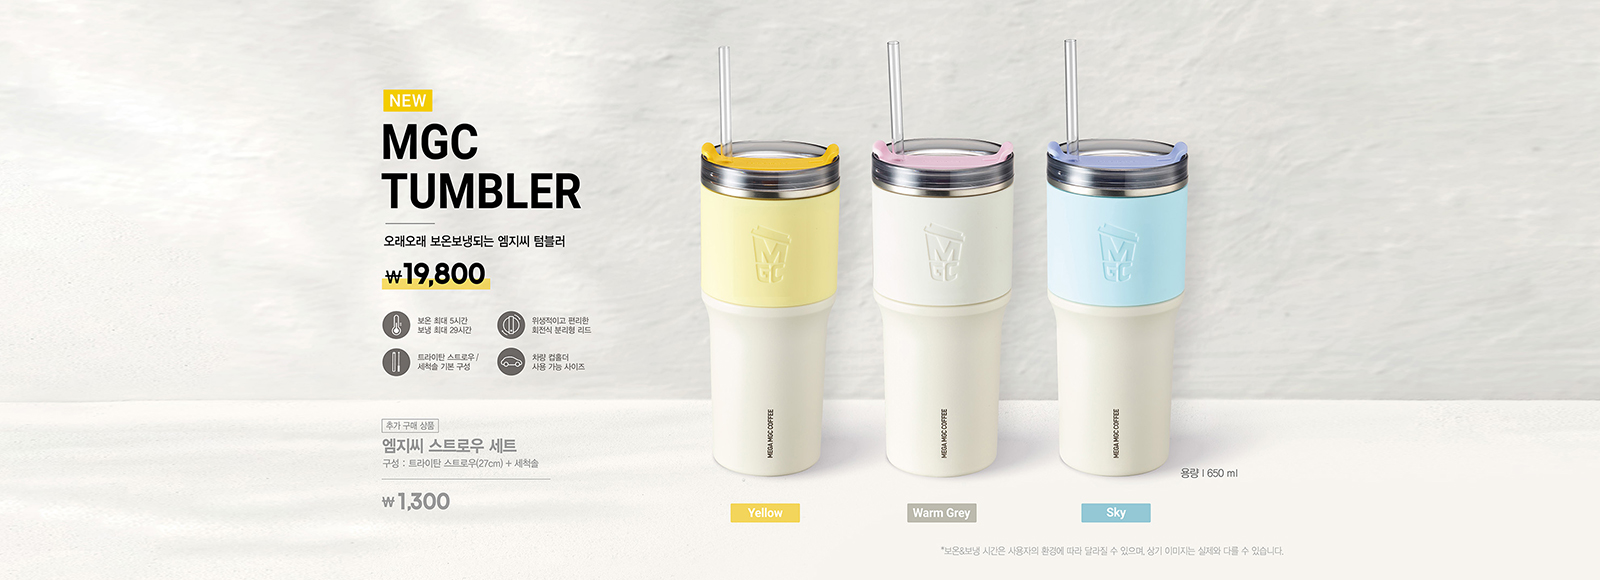 NEW
MGC
TUMBLER
오래오래 보온보냉되는 엠지씨 텀블러
₩19,800
보온 최대 5시간
보냉 최대 29시간
위생적이고 편리한
회전식 분리형 리드
트라이탄 스트로우 /
세척솔 기본 구성
차량 컵홀더
사용 가능 사이즈
추가 구매 상품
엠지씨 스트로우 세트
구성 : 트라이탄 스트로우(27cm) + 세척솔
₩1,300
M
GC
MEGA MGC COFFEE
M
GC
MEGA MGC COFFEE
M
GC
MEGA MGC COFFEE
용량 | 650 ml
Yellow
Warm Grey
Sky
*보온&보냉 시간은 사용자의 환경에 따라 달라질 수 있으며, 상기 이미지는 실제와 다를 수 있습니다.